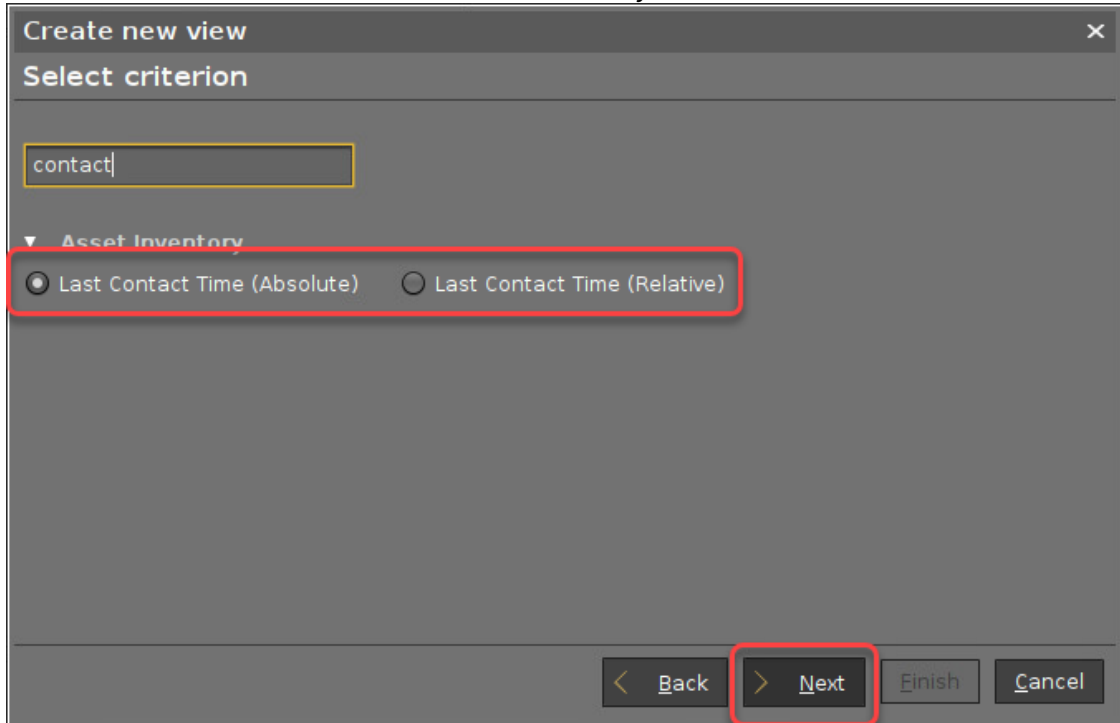 Create new view
Select criterion
contact
Asset Inventory
Last Contact Time (Absolute) Last Contact Time (Relative)
Back Next Finish Cancel